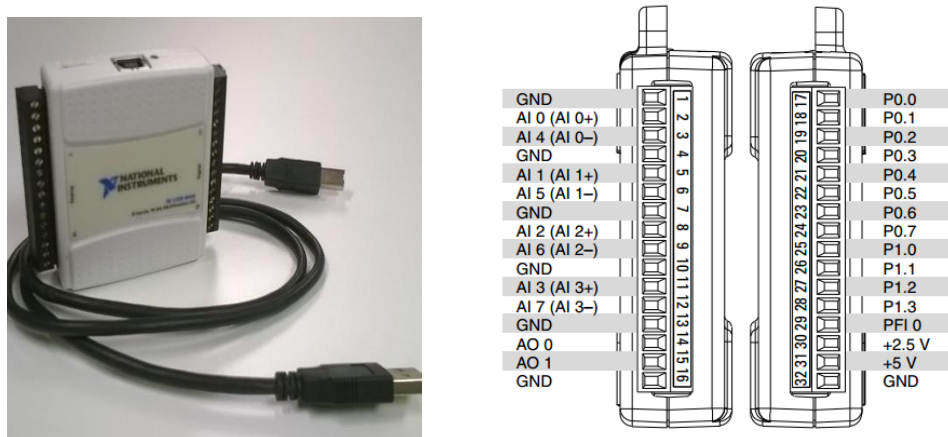 NATIONAL
INSTRUMENTS
GND
AI 0 (AI 0+)
AI 4 (AI 0–)
GND
AI 1 (AI 1+)
AI 5 (AI 1–)
GND
AI 2 (AI 2+)
AI 6 (AI 2–)
GND
AI 3 (AI 3+)
AI 7 (AI 3–)
GND
AO 0
AO 1
GND
1
2
3
4
5
6
7
8
9
10
11
12
13
14
15
16
17
18
19
20
21
22
23
24
25
26
27
28
29
30
31
32
P0.0
P0.1
P0.2
P0.3
P0.4
P0.5
P0.6
P0.7
P1.0
P1.1
P1.2
P1.3
PFI 0
+2.5 V
+5 V
GND